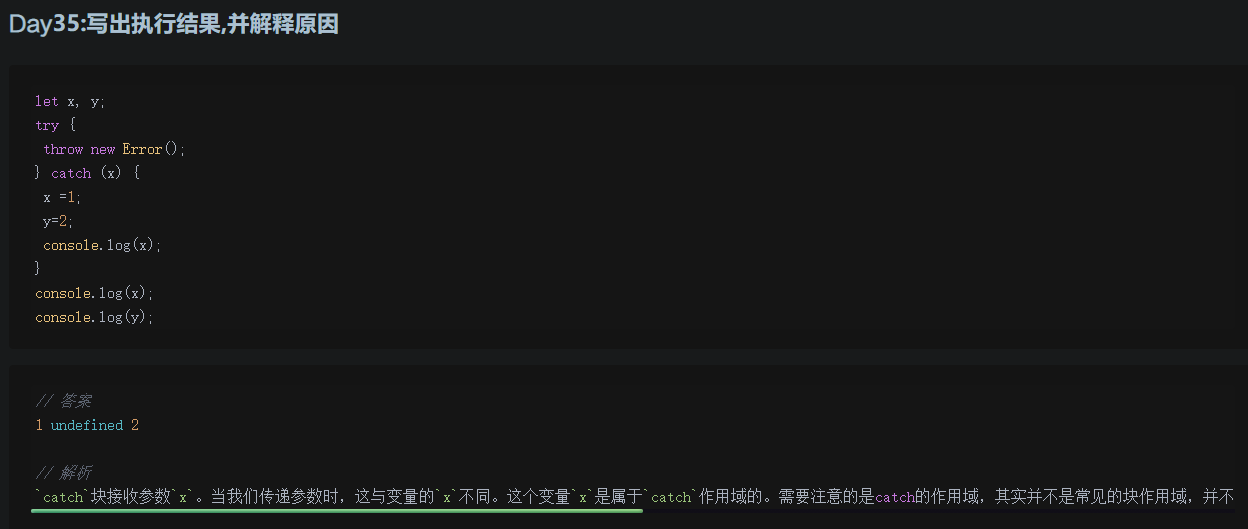 Day35:写出执行结果,并解释原因
let x, y;
try {
 throw new Error();
} catch (x) {
 x =1;
 y=2;
 console.log(x);
}
console.log(x);
console.log(y);
// 答案
1 undefined 2
// 解析
`catch`块接收参数`x`。当我们传递参数时，这与变量的`x`不同。这个变量`x`是属于`catch`作用域的。需要注意的是catch的作用域，其实并不是常见的块作用域，并不